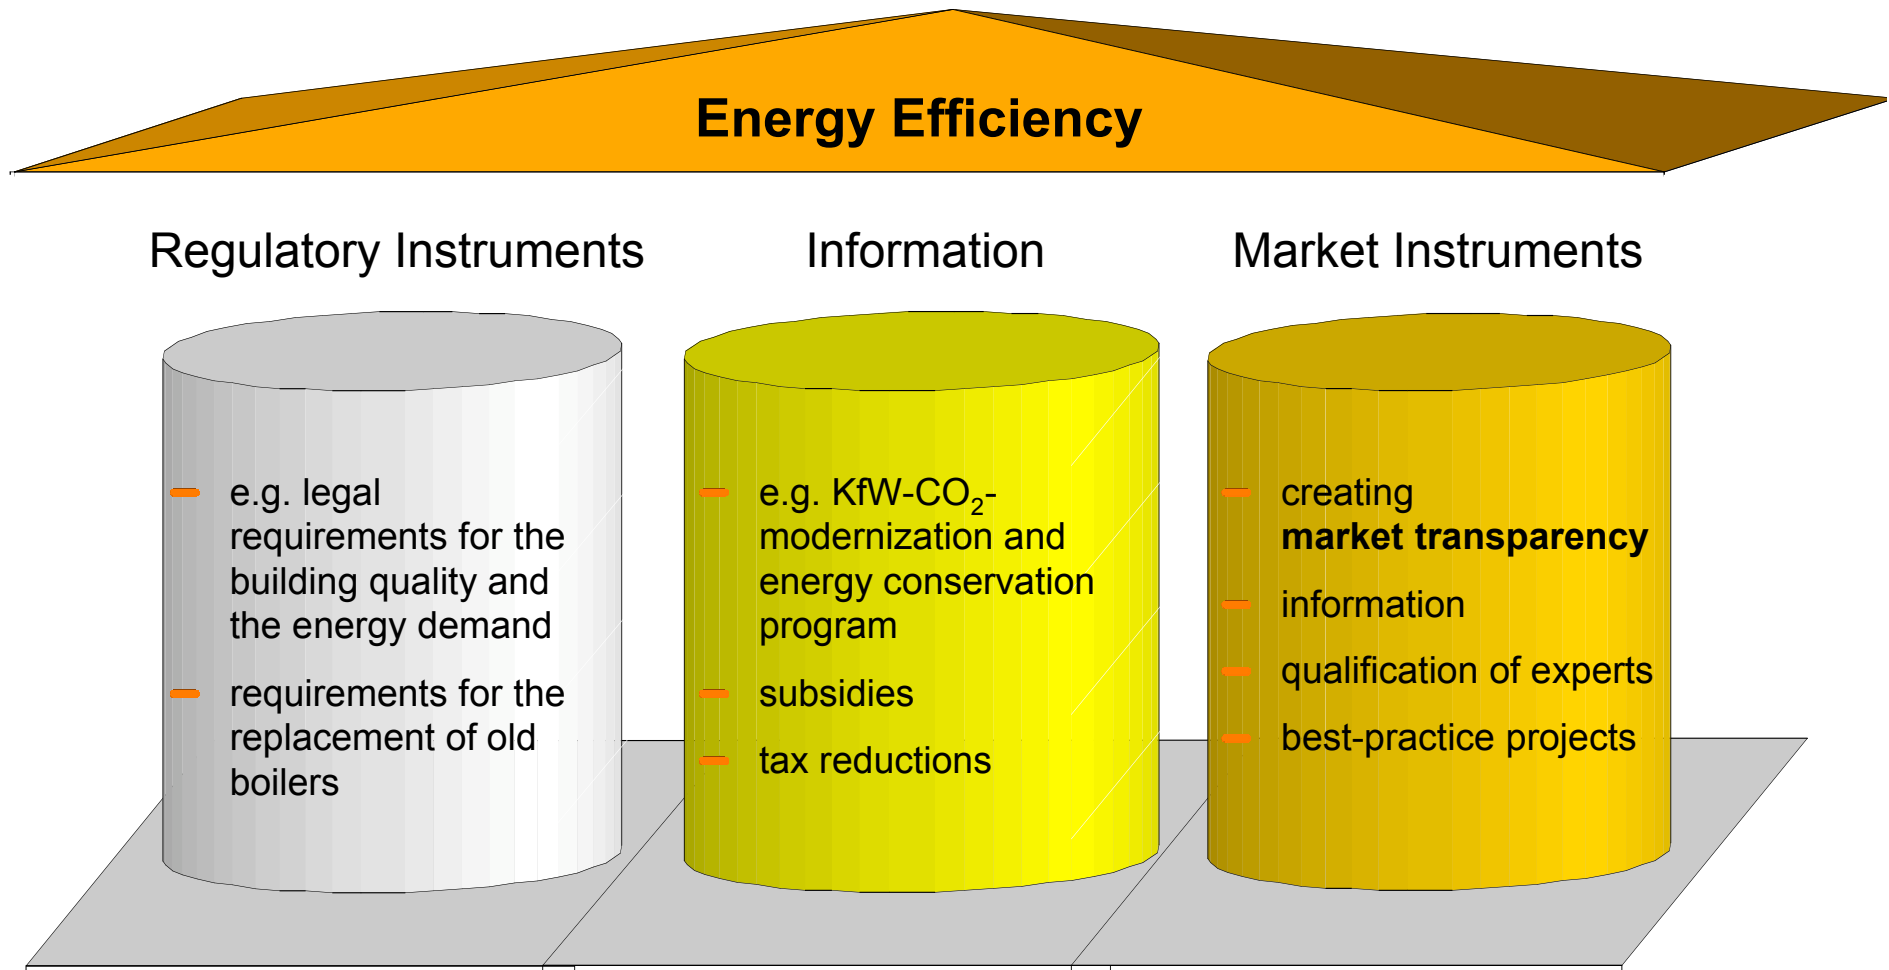 Energy Efficiency
Regulatory Instruments
e.g. legal
requirements for the
building quality and
the energy demand
requirements for the
replacement of old
boilers
Information
e.g. KfW-CO₂-
modernization and
energy conservation
program
subsidies
tax reductions
Market Instruments
creating
market transparency
information
qualification of experts
best-practice projects